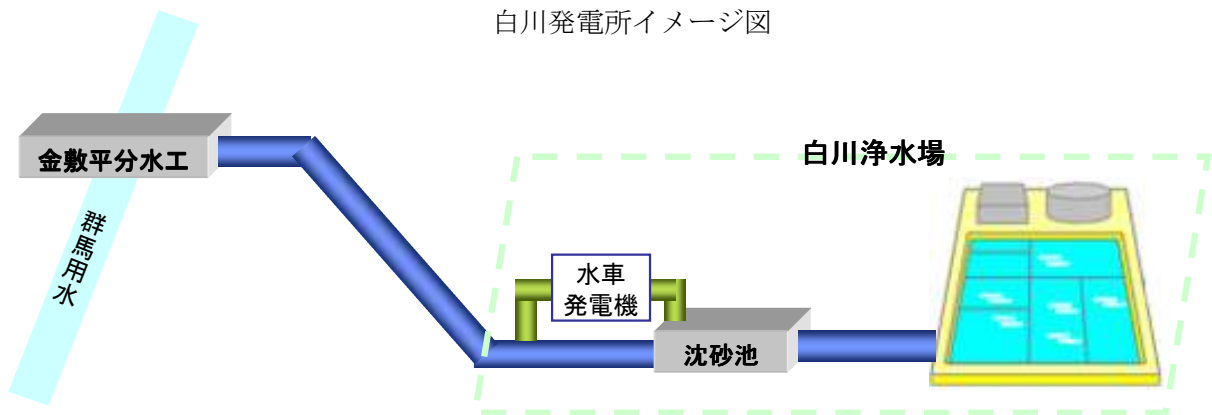 白川発電所イメージ図
白川浄水場
金敷平分水工
群馬用水
水車
発電機
沈砂池